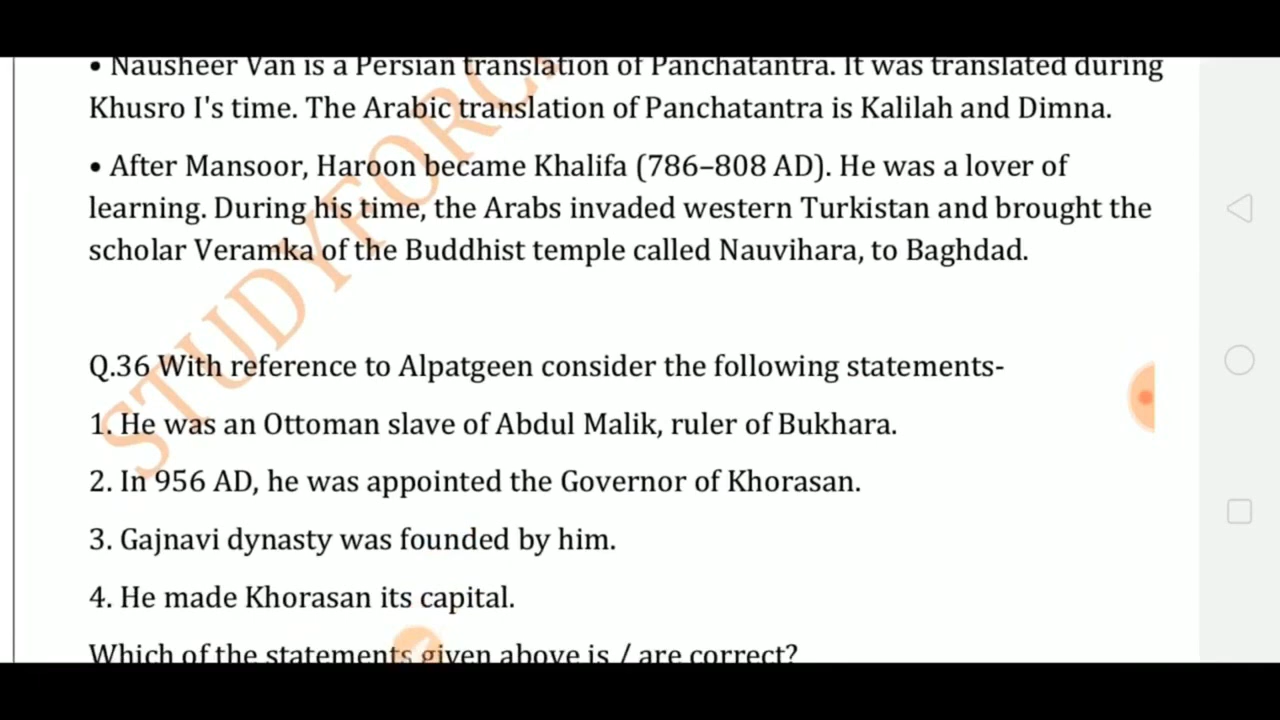 • Nausheer Van is a Persian translation of Panchatantra. It was translated during
Khusro I's time. The Arabic translation of Panchatantra is Kalilah and Dimna.
• After Mansoor, Haroon became Khalifa (786–808 AD). He was a lover of
learning. During his time, the Arabs invaded western Turkistan and brought the
scholar Veramka of the Buddhist temple called Nauvihara, to Baghdad.
Q.36 With reference to Alpatgeen consider the following statements-
1. He was an Ottoman slave of Abdul Malik, ruler of Bukhara.
2. In 956 AD, he was appointed the Governor of Khorasan.
3. Gajnavi dynasty was founded by him.
4. He made Khorasan its capital.
Which of the statements given above is / are correct?